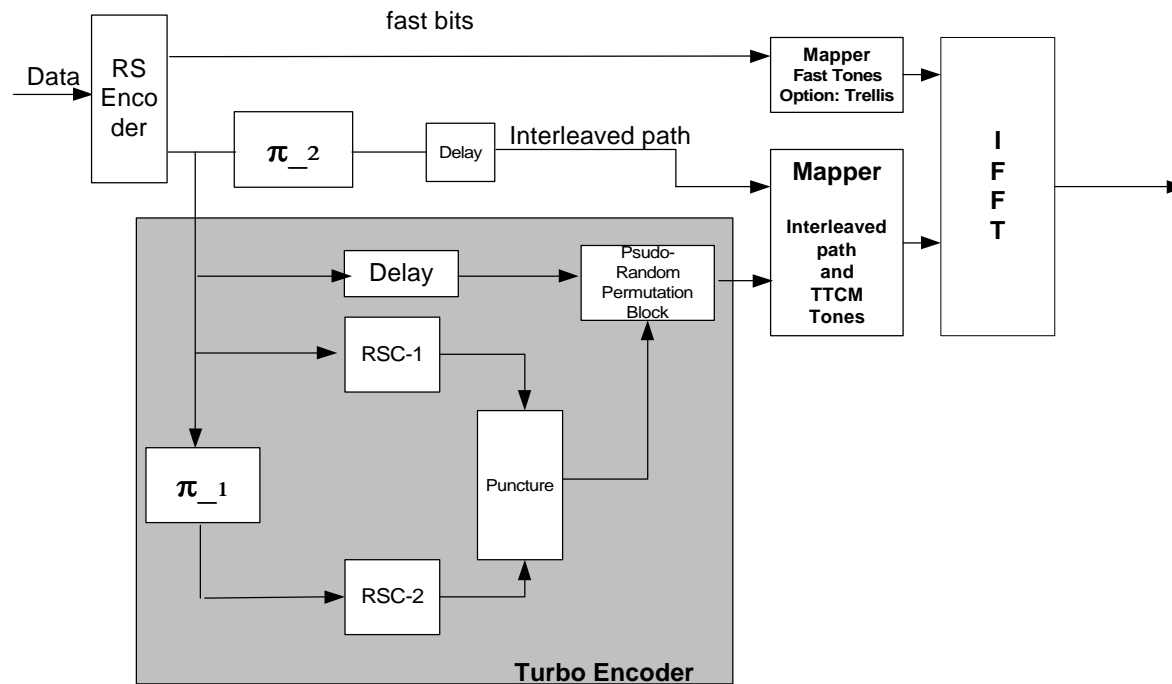 fast bits
Data
RS
Enco
der
Mapper
Fast Tones
Option: Trellis
π_2
Delay
Interleaved path
Mapper
Interleaved
path
and
TTCM
Tones
I
F
F
T
Delay
Psudo-
Random
Permutation
Block
RSC-1
π_1
Puncture
RSC-2
Turbo Encoder